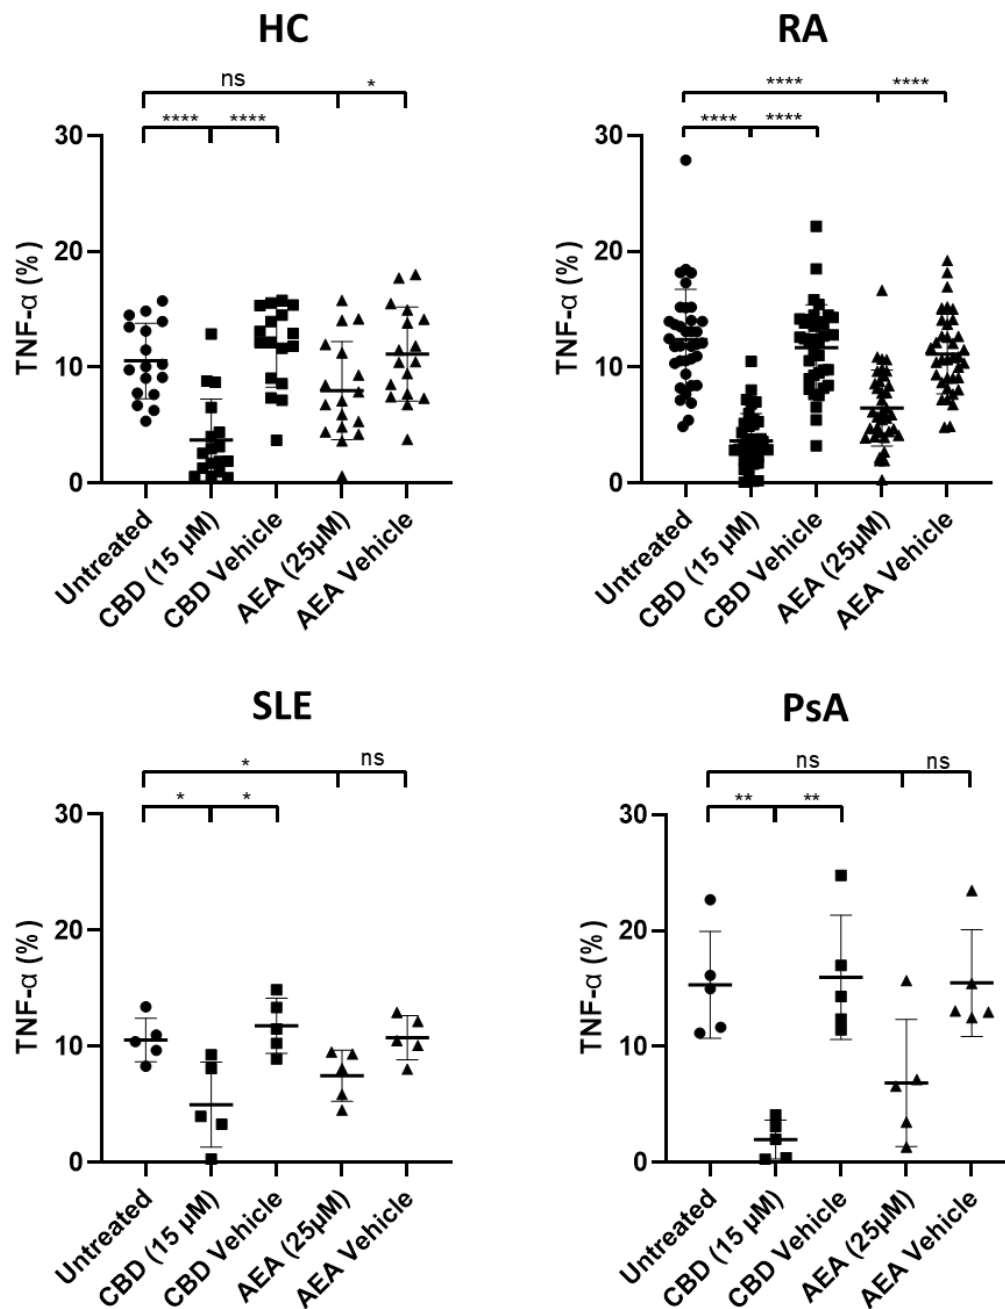 HC
ns
*
**** ****
30
20
10
0
TNF-α (%)
Untreated
CBD (15 µM)
CBD Vehicle
AEA (25µM)
AEA Vehicle
RA
**** ****
**** ****
30
20
10
0
TNF-α (%)
Untreated
CBD (15 µM)
CBD Vehicle
AEA (25µM)
AEA Vehicle
SLE
* ns
* *
30
20
10
0
TNF-α (%)
Untreated
CBD (15 µM)
CBD Vehicle
AEA (25µM)
AEA Vehicle
PsA
ns ns
** **
30
20
10
0
TNF-α (%)
Untreated
CBD (15 µM)
CBD Vehicle
AEA (25µM)
AEA Vehicle